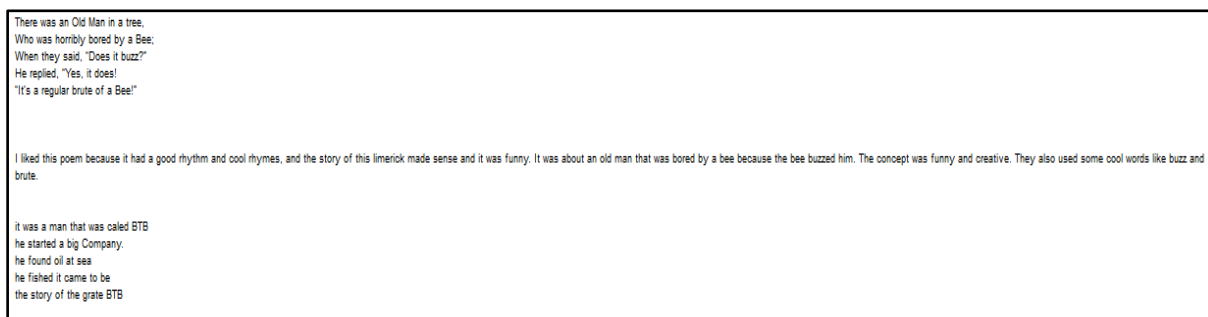 There was an Old Man in a tree,
Who was horribly bored by a Bee;
When they said, "Does it buzz?"
He replied, "Yes, it does!
"It's a regular brute of a Bee!"
I liked this poem because it had a good rhythm and cool rhymes, and the story of this limerick made sense and it was funny. It was about an old man that was bored by a bee because the bee buzzed him. The concept was funny and creative. They also used some cool words like buzz and
brute.
it was a man that was caled BTB
he started a big Company.
he found oil at sea
he fished it came to be
the story of the grate BTB